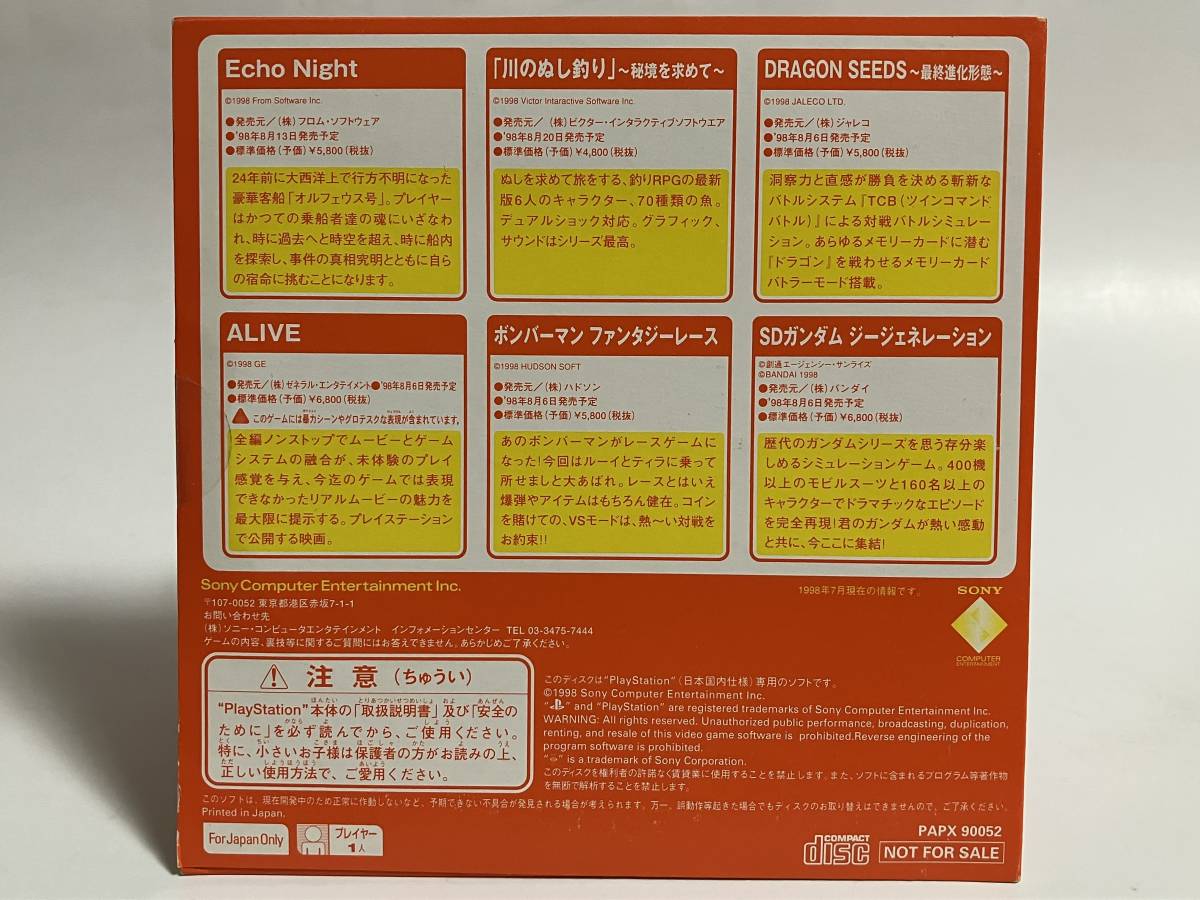 Echo Night
©1998 From Software Inc.
●発売元/(株)フロム・ソフトウェア
●'98年8月13日発売予定
●標準価格(予価)¥5,800(税抜)
24年前に大西洋上で行方不明になった
豪華客船「オルフェウス号」。プレイヤー
はかつての乗船者達の魂にいざなわ
れ、時に過去へと時空を超え、時に船内
を探索し、事件の真相究明とともに自ら
の宿命に挑むことになります。
「川のぬし釣り」~秘境を求めて~
©1998 Victor Intaractive Software Inc.
●発売元/(株)ビクター・インタラクティブソフトウエア
●'98年8月20日発売予定
●標準価格(予価)¥4,800(税抜)
ぬしを求めて旅をする、釣りRPGの最新
版6人のキャラクター、70種類の魚。
デュアルショック対応。グラフィック、
サウンドはシリーズ最高。
DRAGON SEEDS~最終進化形態~
©1998 JALECO LTD.
●発売元/(株)ジャレコ
●'98年8月6日発売予定
●標準価格(予価)¥5,800(税抜)
洞察力と直感が勝負を決める斬新な
バトルシステム『TCB(ツインコマンド
バトル)』による対戦バトルシミュレー
ション。あらゆるメモリーカードに潜む
『ドラゴン』を戦わせるメモリーカード
バトラーモード搭載。
ALIVE
©1998 GE
●発売元/(株)ゼネラル・エンタテイメント●'98年8月6日発売予定
●標準価格(予価)¥6,800(税抜)
このゲームには暴力シーンやグロテスクな表現が含まれています。
全編ノンストップでムービーとゲーム
システムの融合が、未体験のプレイ
感覚を与え、今迄のゲームでは表現
できなかったリアルムービーの魅力を
最大限に提示する。プレイステーション
で公開する映画。
ボンバーマン ファンタジーレース
©1998 HUDSON SOFT
●発売元/(株)ハドソン
●'98年8月6日発売予定
●標準価格(予価)¥5,800(税抜)
あのボンバーマンがレースゲームに
なった!今回はルーイとティラに乗って
所せましと大あばれ。レースとはいえ
爆弾やアイテムはもちろん健在。コイン
を賭けての、VSモードは、熱~い対戦を
お約束!!
SDガンダム ジージェネレーション
©創通エージェンシー・サンライズ
©BANDAI 1998
●発売元/(株)バンダイ
●'98年8月6日発売予定
●標準価格(予価)¥6,800(税抜)
歴代のガンダムシリーズを思う存分楽
しめるシミュレーションゲーム。400機
以上のモビルスーツと160名以上の
キャラクターでドラマチックなエピソード
を完全再現!君のガンダムが熱い感動
と共に、今ここに集結!
Sony Computer Entertainment Inc.
〒107-0052 東京都港区赤坂7-1-1
お問い合わせ先
(株)ソニー・コンピュータエンタテインメント インフォメーションセンター TEL 03-3475-7444
ゲームの内容、裏技等に関するご質問にはお答えできません。あらかじめご了承ください。
1998年7月現在の情報です。
SONY
COMPUTER
ENTERTAINMENT
注意(ちゅうい)
"PlayStation"本体の「取扱説明書」及び「安全の
ために」を必ず読んでから、ご使用ください。
特に、小さいお子様は保護者の方がお読みの上、
正しい使用方法で、ご愛用ください。
このディスクは"PlayStation"(日本国内仕様)専用のソフトです。
©1998 Sony Computer Entertainment Inc.
" " and "PlayStation" are registered trademarks of Sony Computer Entertainment Inc.
WARNING: All rights reserved. Unauthorized public performance, broadcasting, duplication,
renting, and resale of this video game software is prohibited.Reverse engineering of the
program software is prohibited.
" " is a trademark of Sony Corporation.
このディスクを権利者の許諾なく賃貸業に使用することを禁止します。また、ソフトに含まれるプログラム等著作物
を無断で解析することを禁止します。
このソフトは、現在開発中のため正常に作動しないなど、予期できない不具合が発見される場合が考えられます。万一、誤動作等起きた場合でもディスクのお取り替えはできませんので、ご了承ください。
Printed in Japan.
For Japan Only
プレイヤー
1人
COMPACT
disc
PAPX 90052
NOT FOR SALE